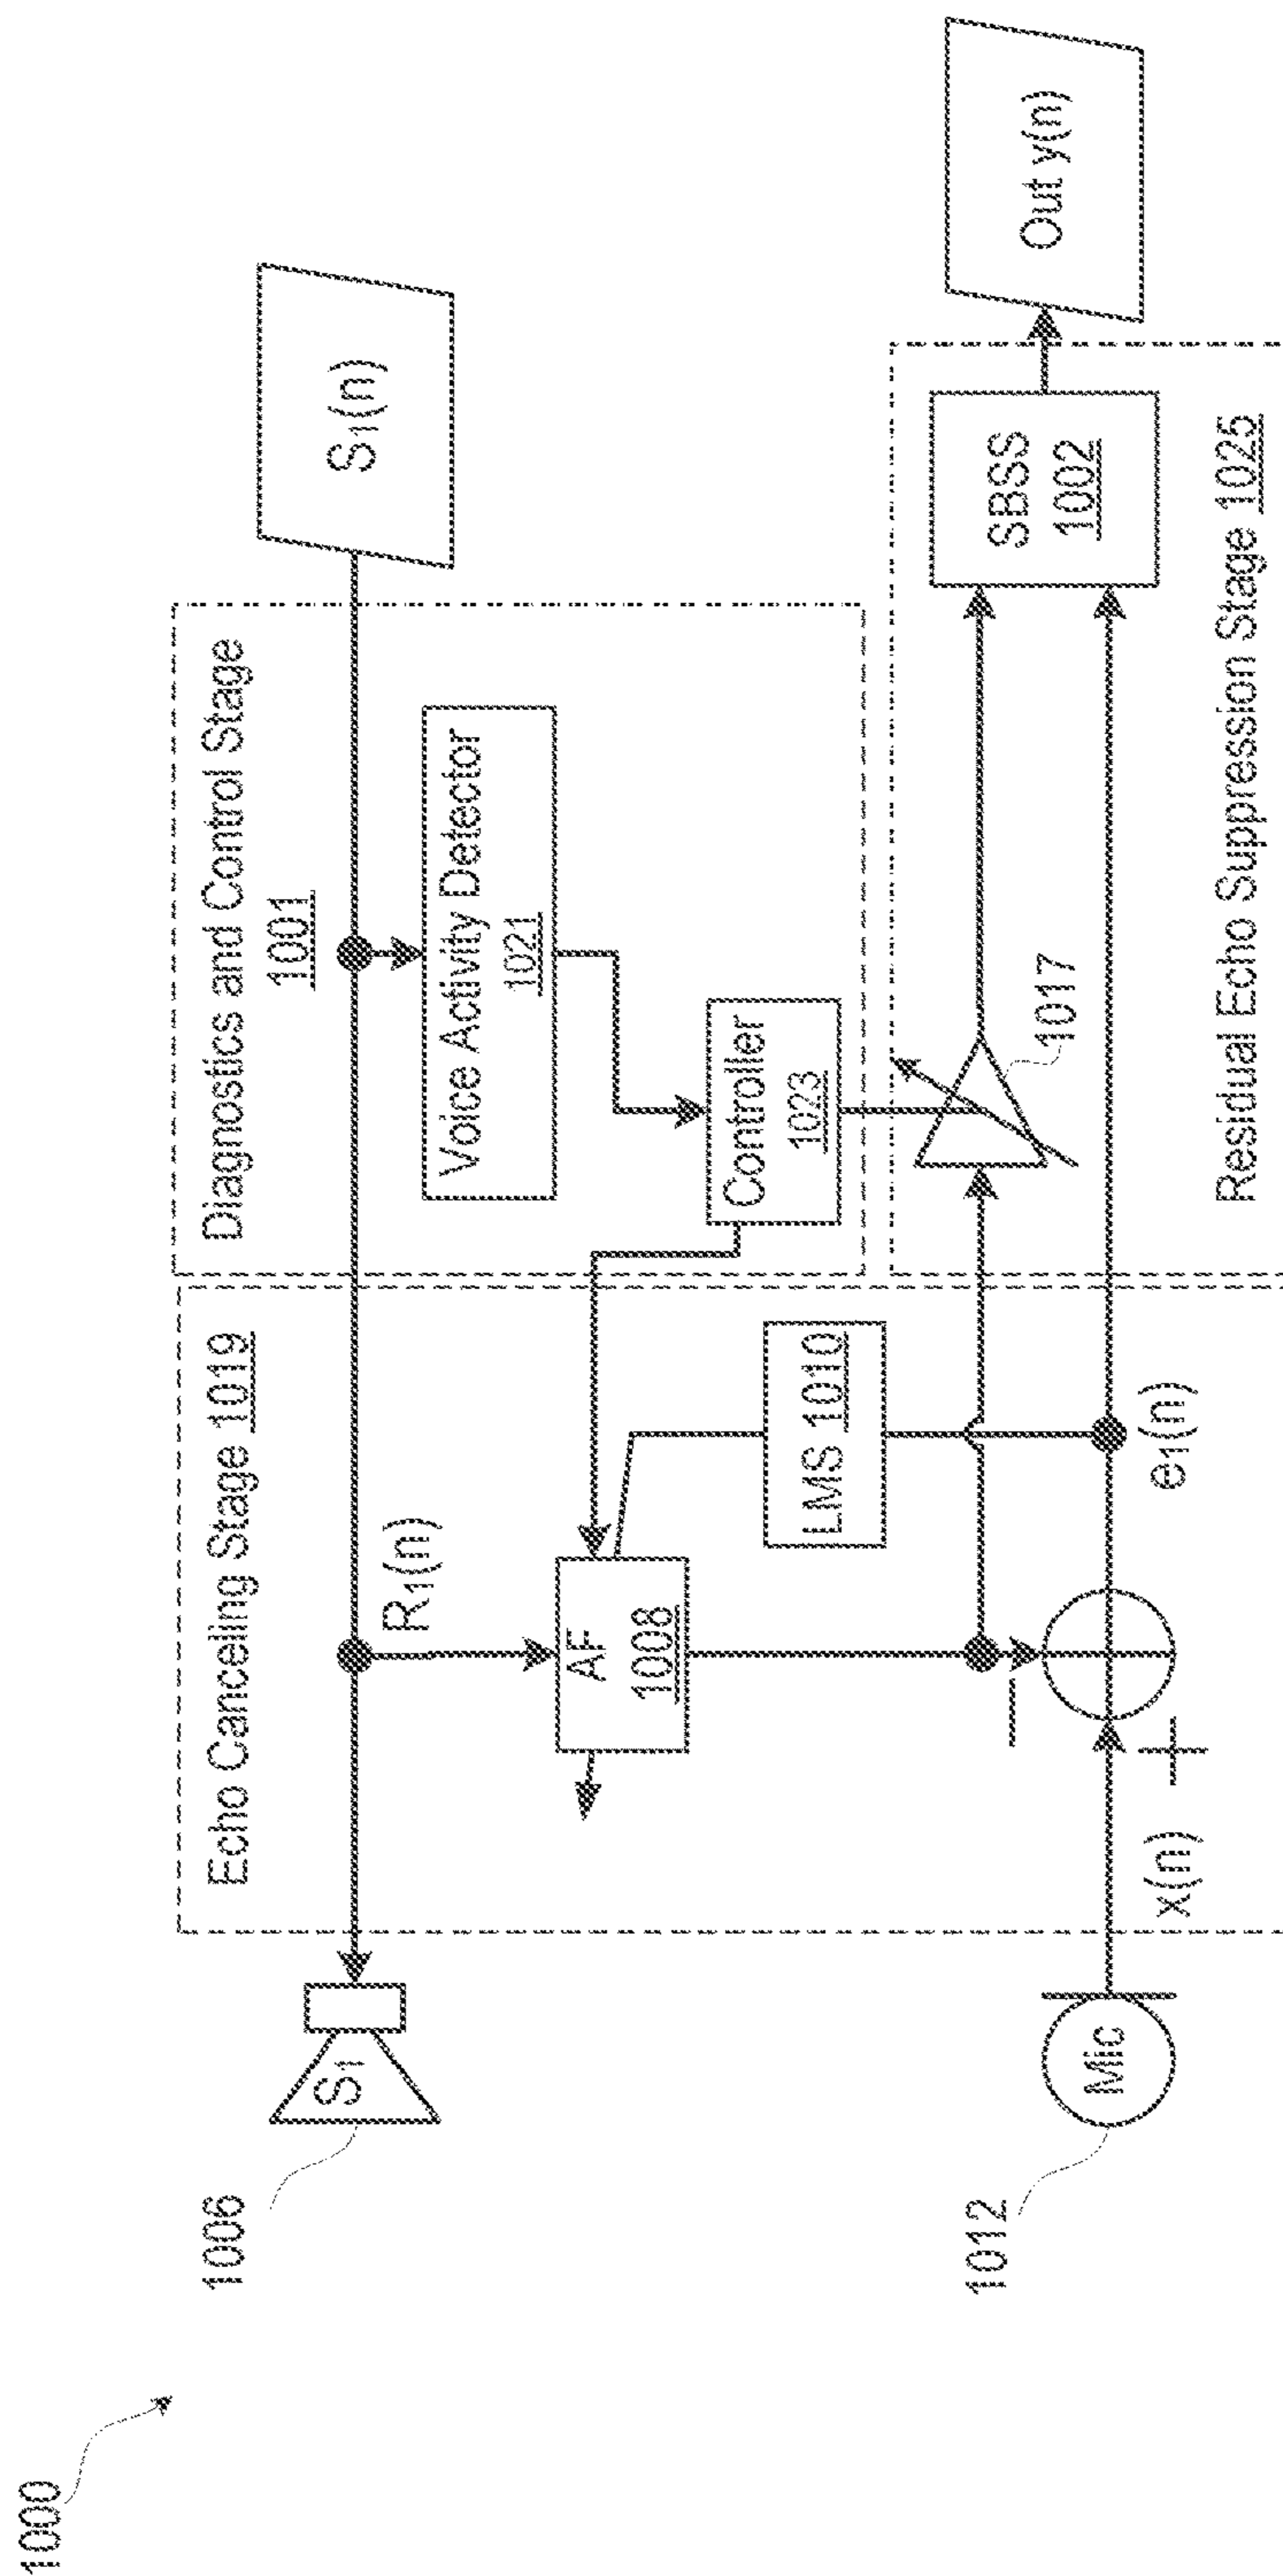 1000
1006
S₁
Echo Canceling Stage 1019
R₁(n)
AF
1008
LMS 1010
Diagnostics and Control Stage
1001
Voice Activity Detector
1021
Controller
1023
S₁(n)
1012
Mic
x(n)
+
−
e₁(n)
1017
SBSS
1002
Residual Echo Suppression Stage 1025
Out y(n)